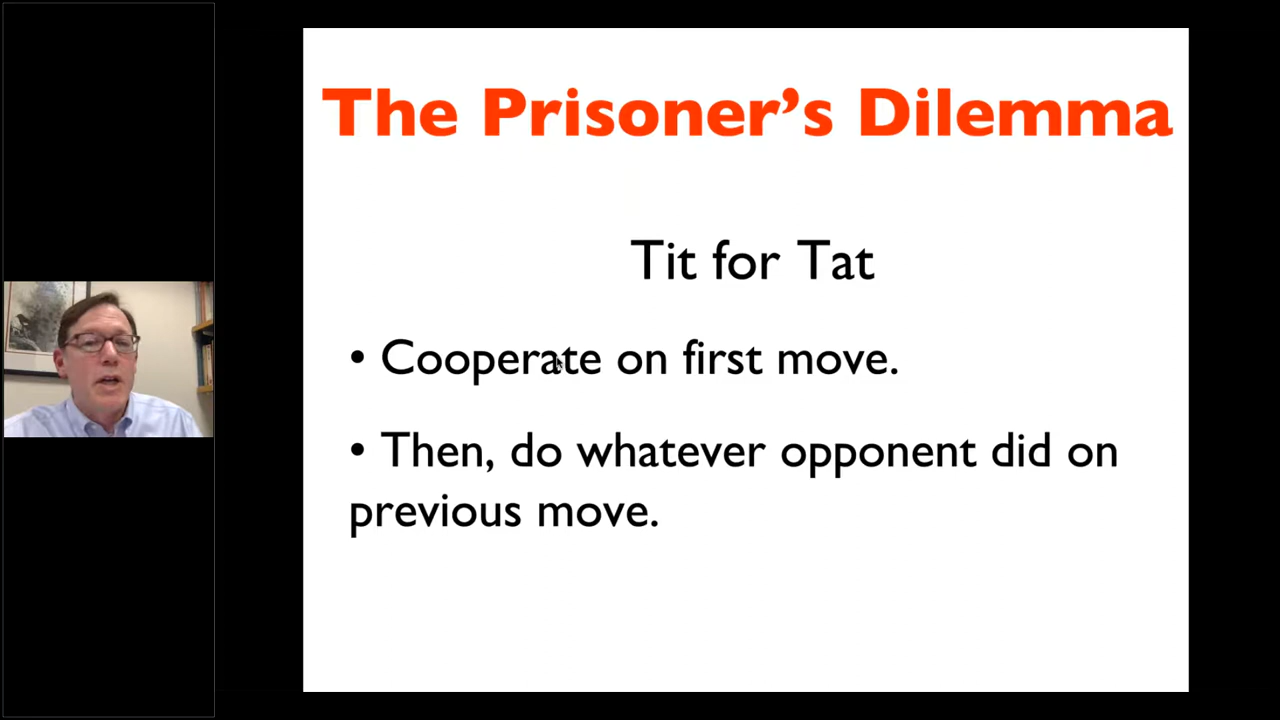 The Prisoner’s Dilemma
Tit for Tat
• Cooperate on first move.
• Then, do whatever opponent did on
previous move.